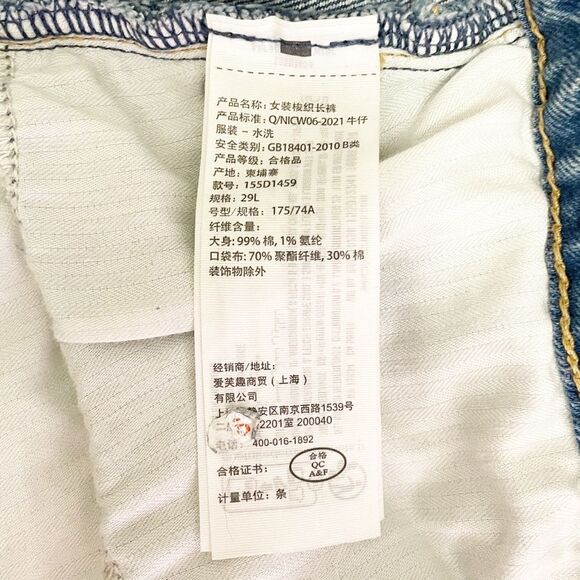 产品名称: 女装梭织长裤
产品标准: Q/NICW06-2021 牛仔
服装 - 水洗
安全类别: GB18401-2010 B类
产品等级: 合格品
产地: 柬埔寨
款号: 155D1459
规格: 29L
号型/规格: 175/74A
纤维含量:
大身: 99% 棉, 1% 氨纶
口袋布: 70% 聚酯纤维, 30% 棉
装饰物除外
经销商/地址:
爱芙趣商贸 (上海)
有限公司
上 静安区南京西路1539号
2201室 200040
电话: 400-016-1892
合格证书: 合格
QC
A&F
计量单位: 条